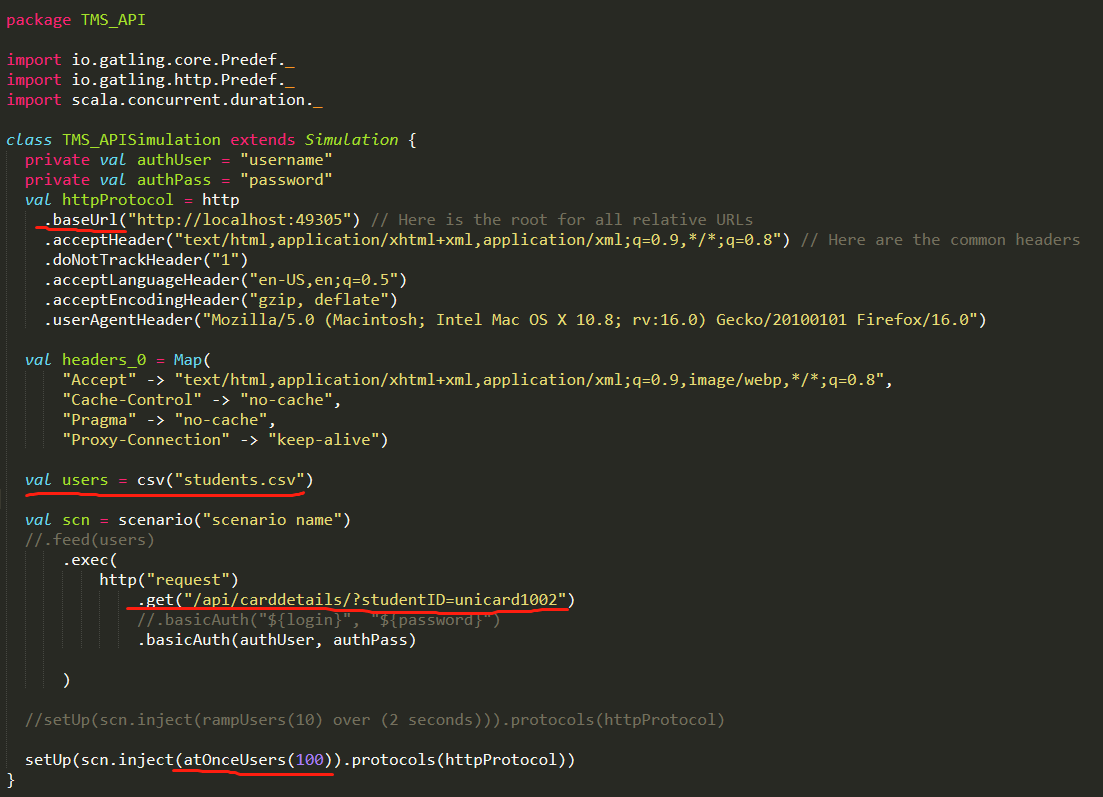 package TMS_API
import io.gatling.core.Predef._
import io.gatling.http.Predef._
import scala.concurrent.duration._
class TMS_APISimulation extends Simulation {
private val authUser = "username"
private val authPass = "password"
val httpProtocol = http
.baseUrl("http://localhost:49305") // Here is the root for all relative URLs
.acceptHeader("text/html,application/xhtml+xml,application/xml;q=0.9,*/*;q=0.8") // Here are the common headers
.doNotTrackHeader("1")
.acceptLanguageHeader("en-US,en;q=0.5")
.acceptEncodingHeader("gzip, deflate")
.userAgentHeader("Mozilla/5.0 (Macintosh; Intel Mac OS X 10.8; rv:16.0) Gecko/20100101 Firefox/16.0")
val headers_0 = Map(
"Accept" -> "text/html,application/xhtml+xml,application/xml;q=0.9,image/webp,*/*;q=0.8",
"Cache-Control" -> "no-cache",
"Pragma" -> "no-cache",
"Proxy-Connection" -> "keep-alive")
val users = csv("students.csv")
val scn = scenario("scenario name")
//.feed(users)
.exec(
http("request")
.get("/api/carddetails/?studentID=unicard1002")
//.basicAuth("${login}", "${password}")
.basicAuth(authUser, authPass)
)
//setUp(scn.inject(rampUsers(10) over (2 seconds))).protocols(httpProtocol)
setUp(scn.inject(atOnceUsers(100)).protocols(httpProtocol))
}